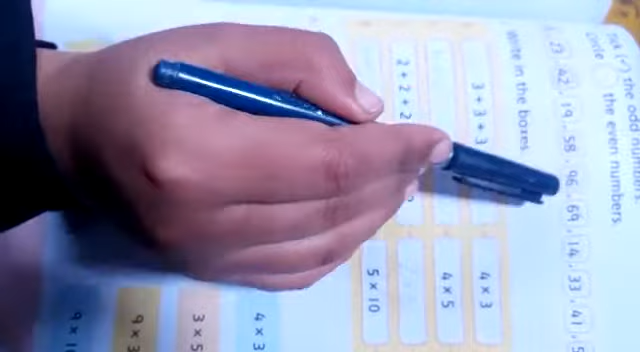 Tick (✓) the odd numbers.
Circle the even numbers.
23, 42, 19, 58, 96, 69, 14, 33, 41,
Write in the boxes
3 + 3 + 3
4 × 3
4 × 5
2 + 2 + 2
5 × 10
4 × 3
3 × 5
9 × 3
9 × 1